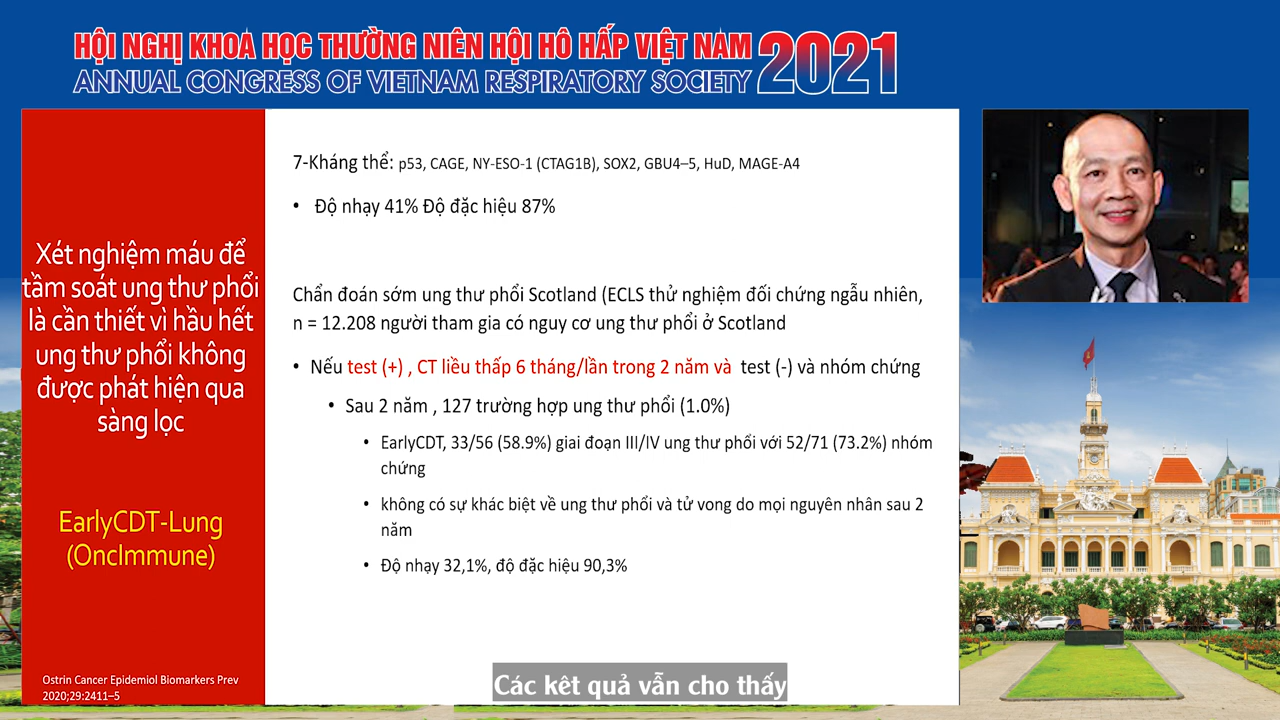 HỘI NGHỊ KHOA HỌC THƯỜNG NIÊN HỘI HÔ HẤP VIỆT NAM 2021
ANNUAL CONGRESS OF VIETNAM RESPIRATORY SOCIETY
Xét nghiệm máu để
tầm soát ung thư phổi
là cần thiết vì hầu hết
ung thư phổi không
được phát hiện qua
sàng lọc
EarlyCDT-Lung
(OncImmune)
Ostrin Cancer Epidemiol Biomarkers Prev
2020;29:2411–5
7-Kháng thể: p53, CAGE, NY-ESO-1 (CTAG1B), SOX2, GBU4–5, HuD, MAGE-A4
• Độ nhạy 41% Độ đặc hiệu 87%
Chẩn đoán sớm ung thư phổi Scotland (ECLS thử nghiệm đối chứng ngẫu nhiên,
n = 12.208 người tham gia có nguy cơ ung thư phổi ở Scotland
• Nếu test (+) , CT liều thấp 6 tháng/lần trong 2 năm và test (-) và nhóm chứng
• Sau 2 năm , 127 trường hợp ung thư phổi (1.0%)
• EarlyCDT, 33/56 (58.9%) giai đoạn III/IV ung thư phổi với 52/71 (73.2%) nhóm
chứng
• không có sự khác biệt về ung thư phổi và tử vong do mọi nguyên nhân sau 2
năm
• Độ nhạy 32,1%, độ đặc hiệu 90,3%
Các kêt quả vẫn cho thấy